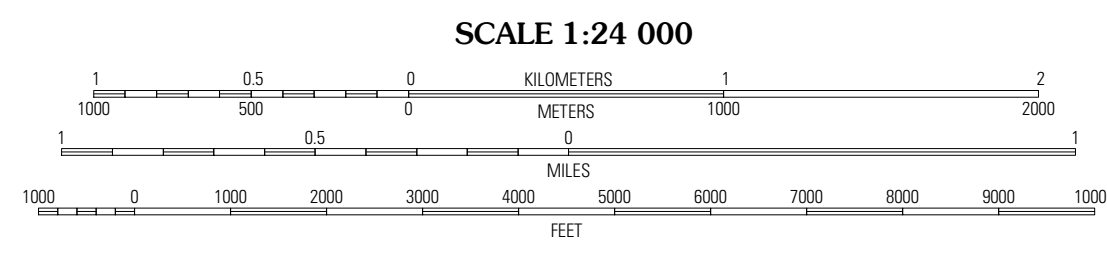 SCALE 1:24 000
1 0.5 0 KILOMETERS 1 2
1000 500 0 METERS 1000 2000
1 0.5 0 1
MILES
1000 0 1000 2000 3000 4000 5000 6000 7000 8000 9000 1000
FEET